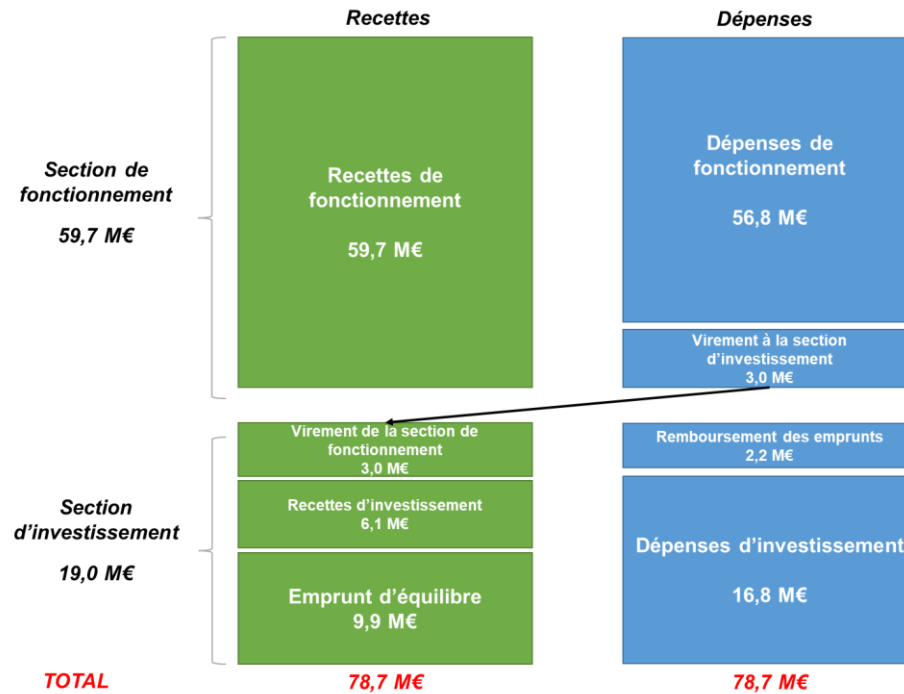 Recettes
Dépenses
Section de
fonctionnement
59,7 M€
Recettes de
fonctionnement
59,7 M€
Dépenses de
fonctionnement
56,8 M€
Virement à la section
d’investissement
3,0 M€
Section
d’investissement
19,0 M€
Virement de la section de
fonctionnement
3,0 M€
Recettes d’investissement
6,1 M€
Emprunt d’équilibre
9,9 M€
Remboursement des emprunts
2,2 M€
Dépenses d’investissement
16,8 M€
TOTAL
78,7 M€
78,7 M€